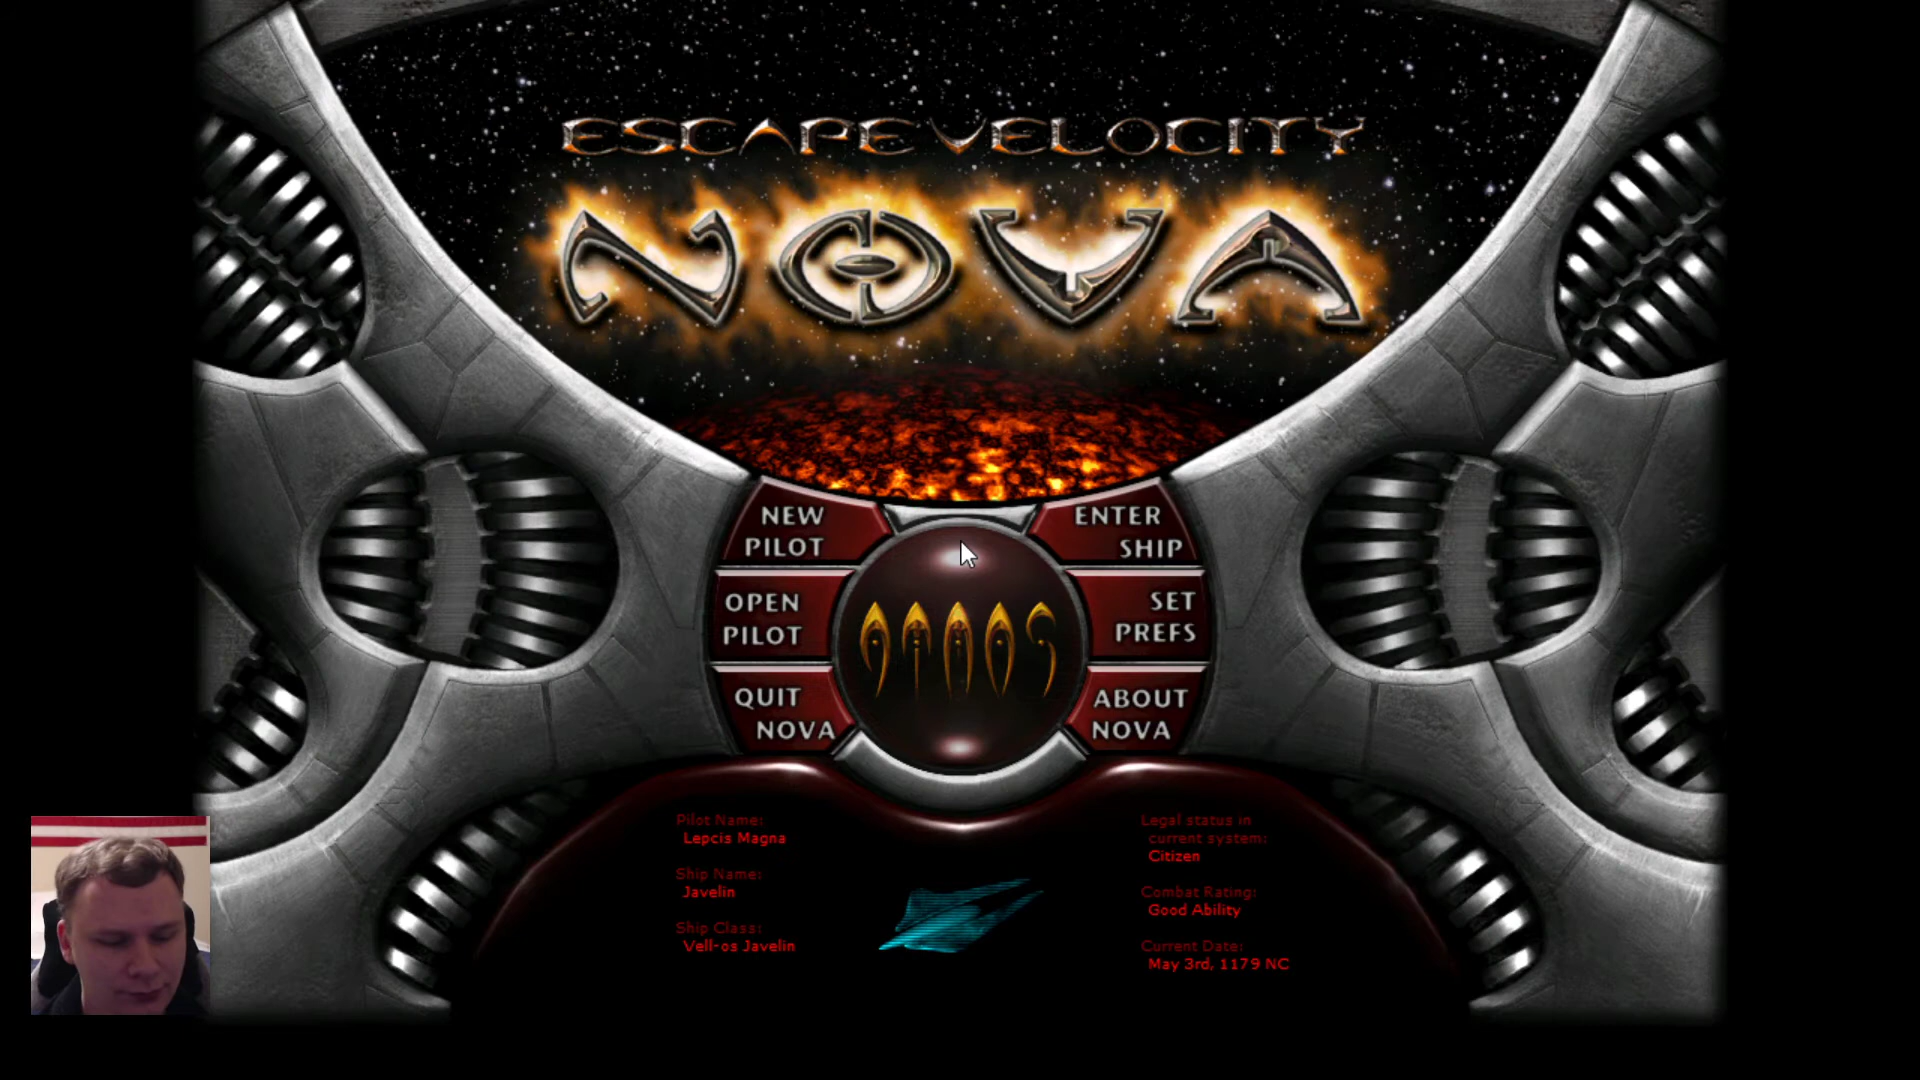 ESCAPE VELOCITY
NOVA
NEW
PILOT
ENTER
SHIP
OPEN
PILOT
SET
PREFS
ATMOS
QUIT
NOVA
ABOUT
NOVA
Pilot Name:
Lepcis Magna
Ship Name:
Javelin
Ship Class:
Vell-os Javelin
Legal status in
current system:
Citizen
Combat Rating:
Good Ability
Current Date:
May 3rd, 1179 NC